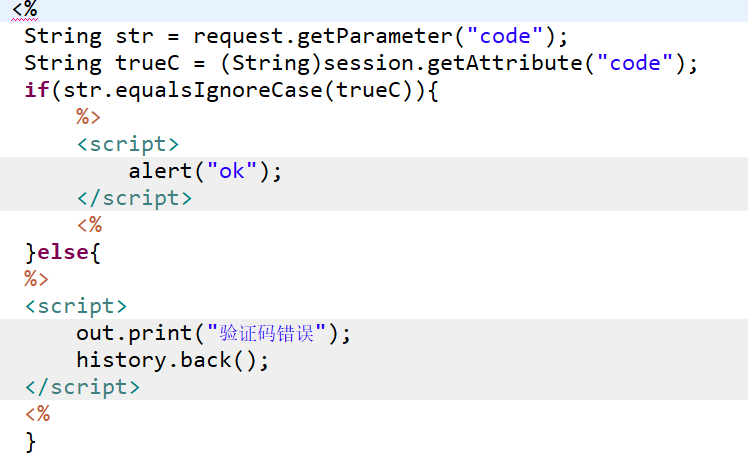 <%
String str = request.getParameter("code");
String trueC = (String)session.getAttribute("code");
if(str.equalsIgnoreCase(trueC)){
%>
<script>
alert("ok");
</script>
<%
}else{
%>
<script>
out.print("验证码错误");
history.back();
</script>
<%
}